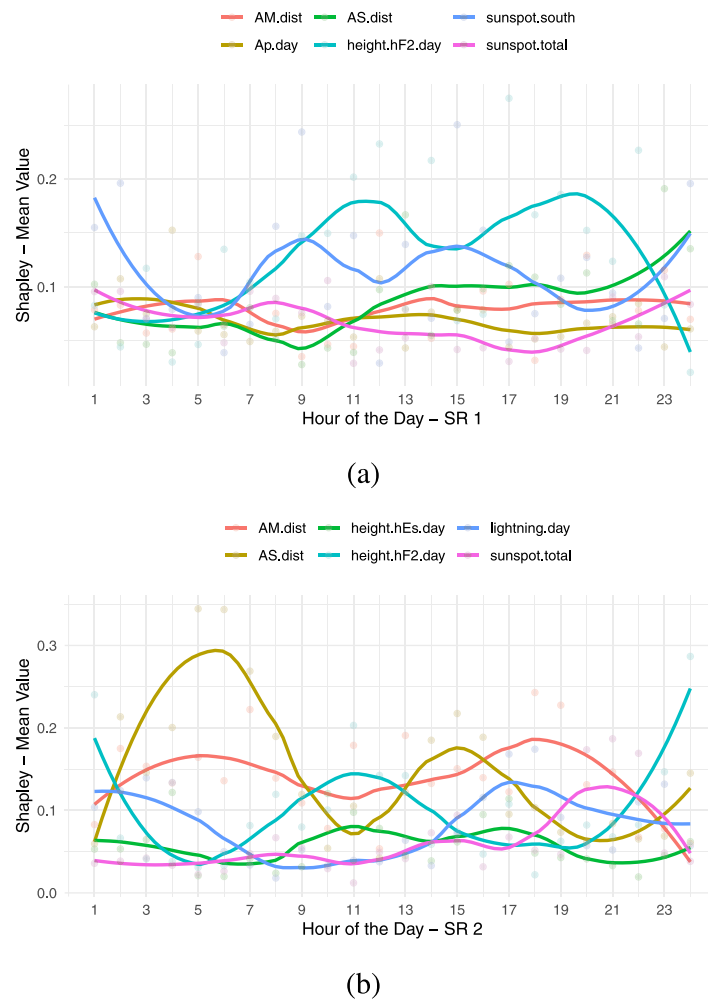 AM.dist AS.dist sunspot.south
Ap.day height.hF2.day sunspot.total
Shapley – Mean Value
0.2
0.1
1 3 5 7 9 11 13 15 17 19 21 23
Hour of the Day – SR 1
(a)
AM.dist height.hEs.day lightning.day
AS.dist height.hF2.day sunspot.total
Shapley – Mean Value
0.3
0.2
0.1
0.0
1 3 5 7 9 11 13 15 17 19 21 23
Hour of the Day – SR 2
(b)